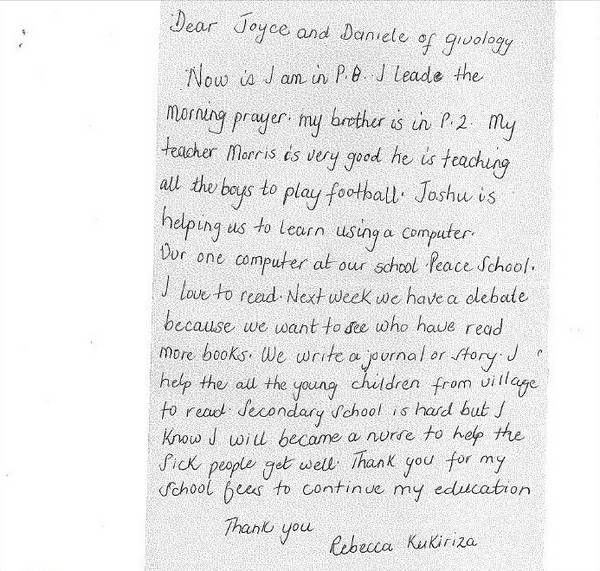 Dear Joyce and Daniele of givology
Now is I am in P.8. I leade the
morning prayer. my brother is in P.2. My
teacher Morris is very good he is teaching
all the boys to play football. Joshu is
helping us to learn using a computer.
Our one computer at our school Peace School.
I love to read. Next week we have a debate
because we want to see who have read
more books. We write a journal or story. I
help the all the young children from village
to read. Secondary School is hard but I
know I will became a nurse to help the
Sick people get well. Thank you for my
school fees to continue my education
Thank you
Rebecca Kukiriza